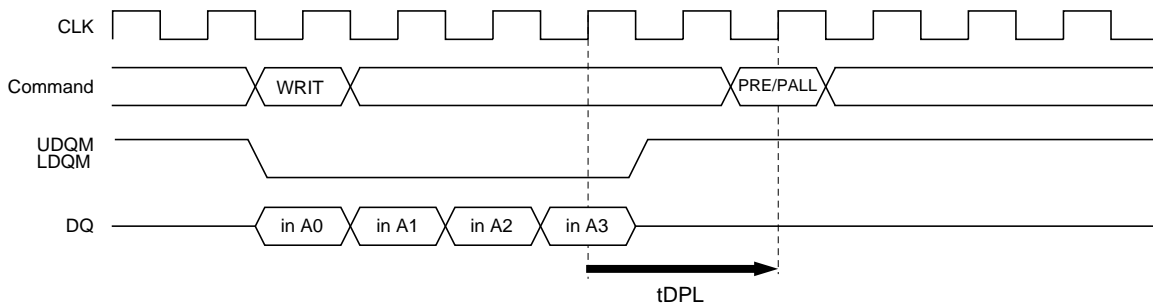 CLK
Command WRIT PRE/PALL
UDQM
LDQM
DQ in A0 in A1 in A2 in A3
tDPL